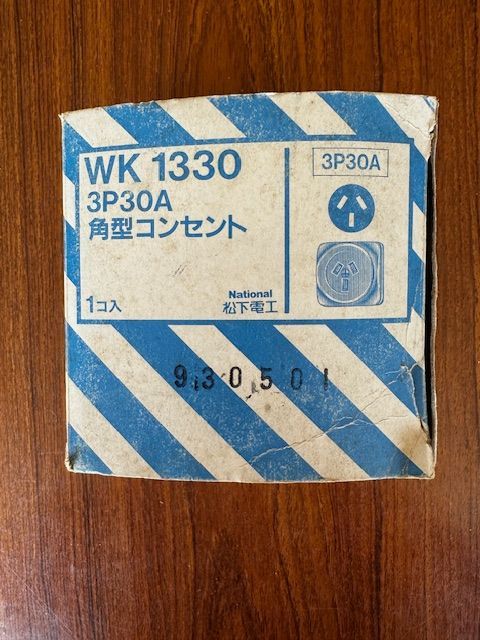 WK 1330
3P30A
角型コンセント
1コ入
National
松下電工
3P30A
930501